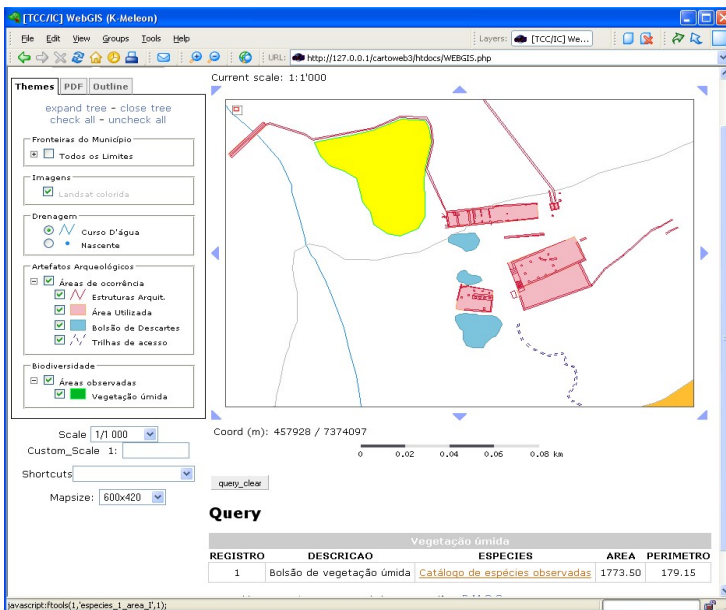 [TCC/IC] WebGIS (K-Meleon)
File Edit View Groups Tools Help
Layers: [TCC/IC] We...
URL: http://127.0.0.1/cartoweb3/htdocs/WEBGIS.php
Themes PDF Outline
expand tree - close tree
check all - uncheck all
Fronteiras do Município
Todos os Limites
Imagens
Landsat colorida
Drenagem
Curso D'água
Nascente
Artefatos Arqueológicos
Áreas de ocorrência
Estruturas Arquit.
Área Utilizada
Bolsão de Descartes
Trilhas de acesso
Biodiversidade
Áreas observadas
Vegetação úmida
Scale 1/1 000
Custom_Scale 1:
Shortcuts
Mapsize: 600x420
Current scale: 1:1'000
Coord (m): 457928 / 7374097
0 0.02 0.04 0.06 0.08 km
query_clear
Query
Vegetação úmida
REGISTRO DESCRICAO ESPECIES AREA PERIMETRO
1 Bolsão de vegetação úmida Catálogo de espécies observadas 1773.50 179.15
javascript:ftools(1,'especies_1_area_I',1);